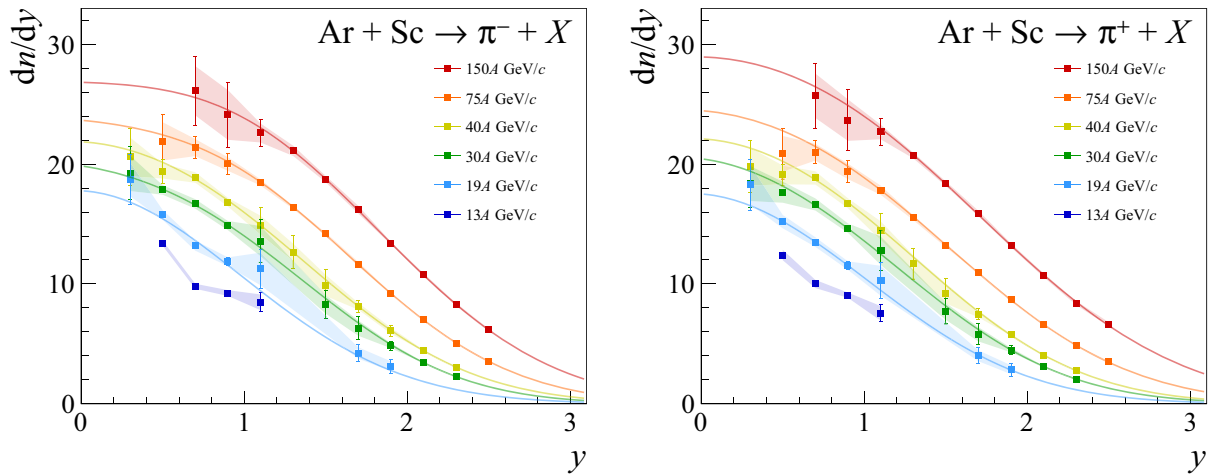 dn/dy
30
20
10
0
Ar + Sc → π⁻ + X
150A GeV/c
75A GeV/c
40A GeV/c
30A GeV/c
19A GeV/c
13A GeV/c
0 1 2 3
y
dn/dy
30
20
10
0
Ar + Sc → π⁺ + X
150A GeV/c
75A GeV/c
40A GeV/c
30A GeV/c
19A GeV/c
13A GeV/c
0 1 2 3
y